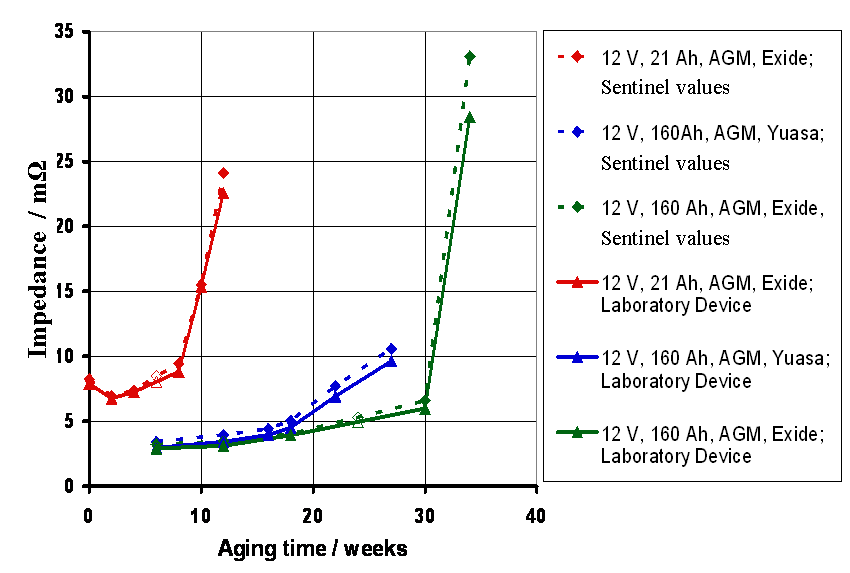 35
30
25
20
15
10
5
0
Impedance / mΩ
0 10 20 30 40
Aging time / weeks
12 V, 21 Ah, AGM, Exide;
Sentinel values
12 V, 160Ah, AGM, Yuasa;
Sentinel values
12 V, 160 Ah, AGM, Exide,
Sentinel values
12 V, 21 Ah, AGM, Exide;
Laboratory Device
12 V, 160 Ah, AGM, Yuasa;
Laboratory Device
12 V, 160 Ah, AGM, Exide;
Laboratory Device